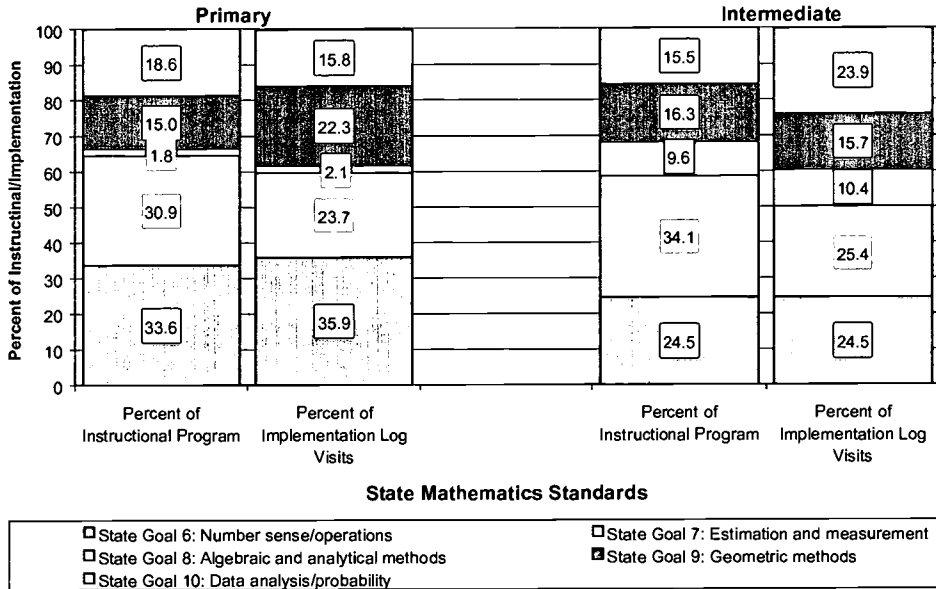 Primary
Intermediate
Percent of Instructinal/Implementation
100
90
80
70
60
50
40
30
20
10
0
18.6
15.0
1.8
30.9
33.6
15.8
22.3
2.1
23.7
35.9
15.5
16.3
9.6
34.1
24.5
23.9
15.7
10.4
25.4
24.5
Percent of
Instructional Program
Percent of
Implementation Log
Visits
Percent of
Instructional Program
Percent of
Implementation Log
Visits
State Mathematics Standards
State Goal 6: Number sense/operations
State Goal 7: Estimation and measurement
State Goal 8: Algebraic and analytical methods
State Goal 9: Geometric methods
State Goal 10: Data analysis/probability